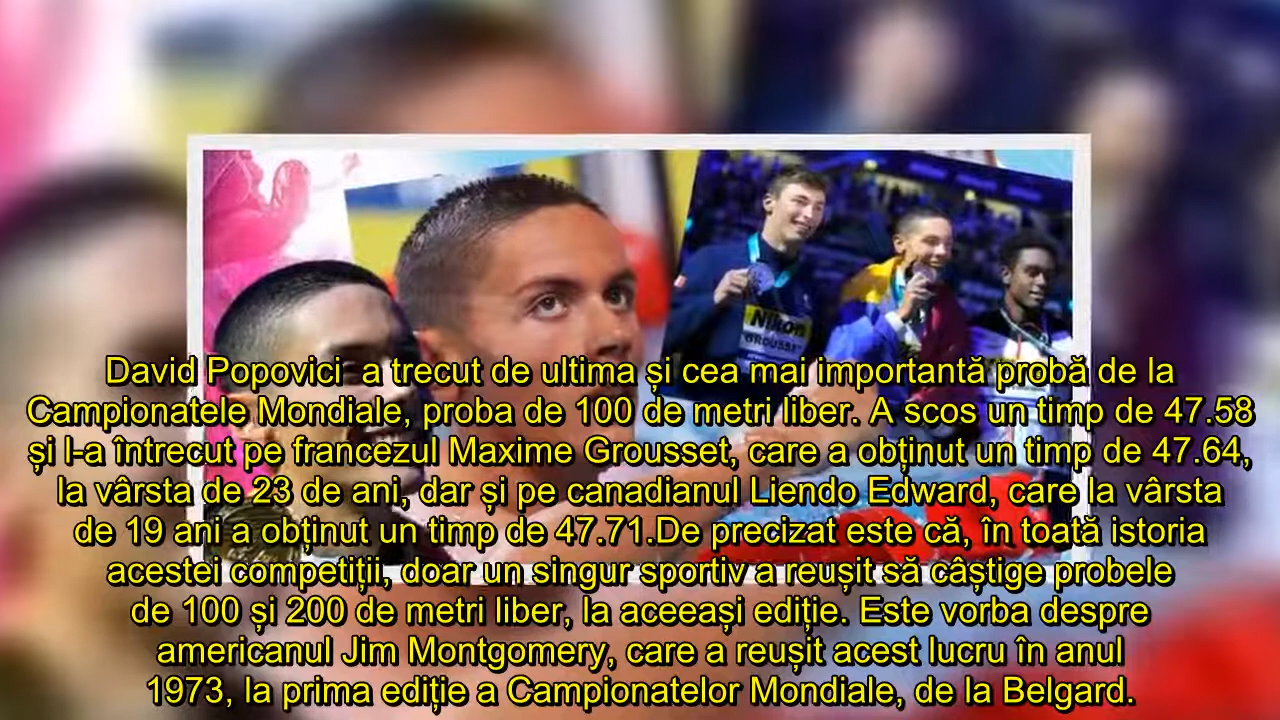 Nikon
GROUSSET
David Popovici a trecut de ultima și cea mai importantă probă de la
Campionatele Mondiale, proba de 100 de metri liber. A scos un timp de 47.58
și l-a întrecut pe francezul Maxime Grousset, care a obținut un timp de 47.64,
la vârsta de 23 de ani, dar și pe canadianul Liendo Edward, care la vârsta
de 19 ani a obținut un timp de 47.71.De precizat este că, în toată istoria
acestei competiții, doar un singur sportiv a reușit să câștige probele
de 100 și 200 de metri liber, la aceeași ediție. Este vorba despre
americanul Jim Montgomery, care a reușit acest lucru în anul
1973, la prima ediție a Campionatelor Mondiale, de la Belgard.